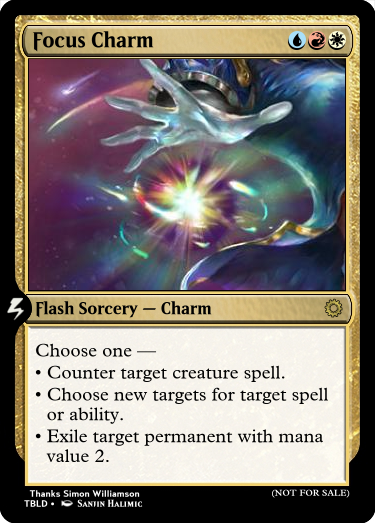 Focus Charm
Flash Sorcery — Charm
Choose one —
• Counter target creature spell.
• Choose new targets for target spell
or ability.
• Exile target permanent with mana
value 2.
Thanks Simon Williamson
(NOT FOR SALE)
TBLD • Santin Halimic